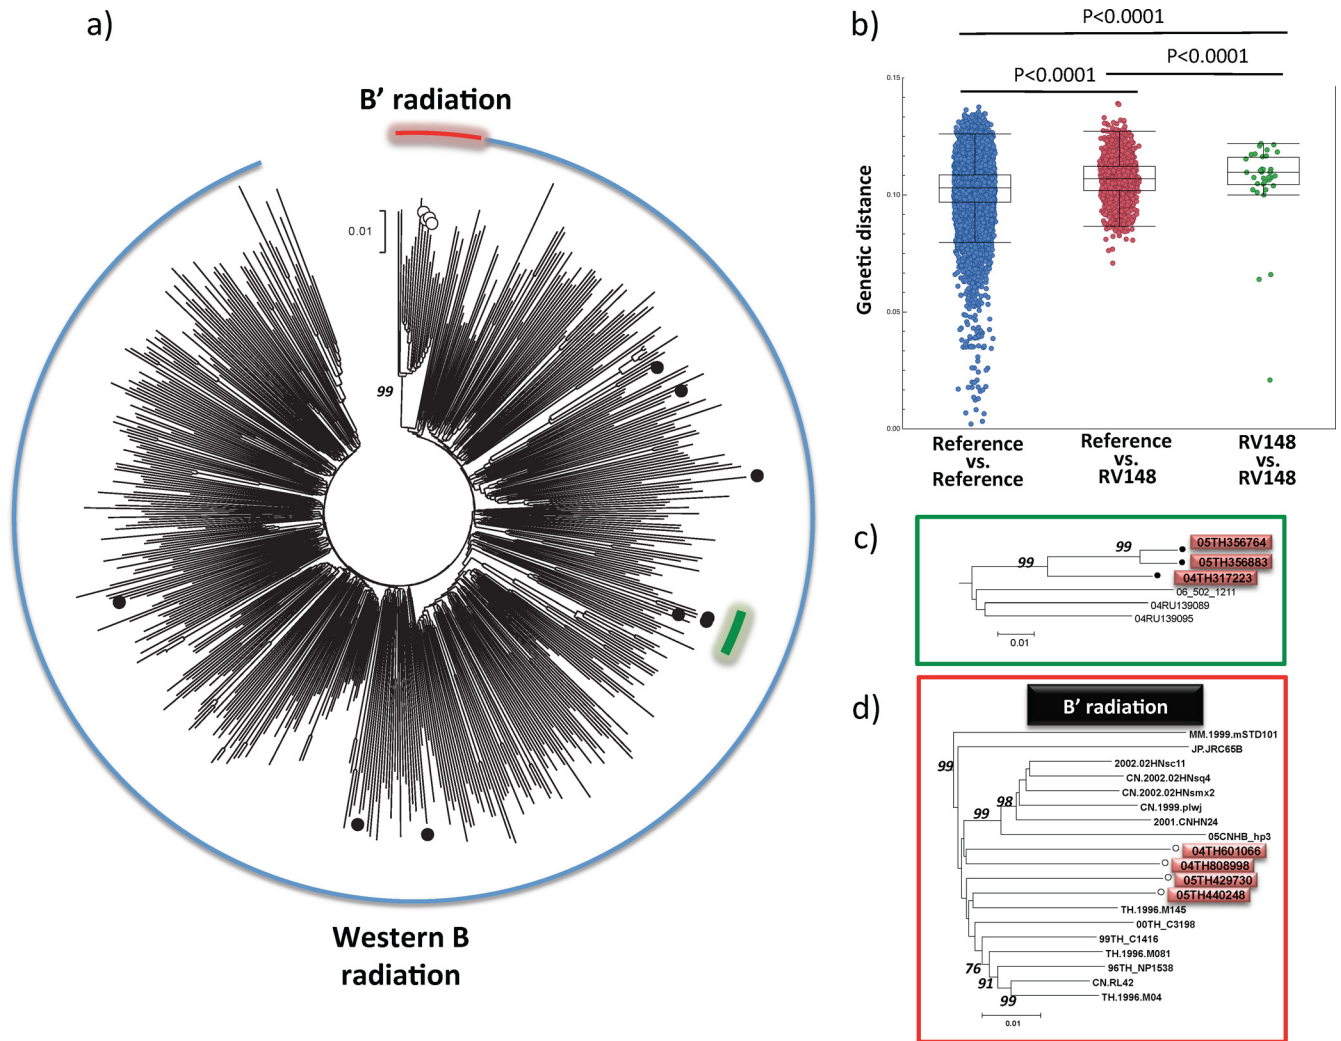 a)
B' radiation
0.01
99
Western B
radiation
b)
P<0.0001
P<0.0001
P<0.0001
Genetic distance
0.15
0.10
0.05
0.00
Reference
vs.
Reference
Reference
vs.
RV148
RV148
vs.
RV148
c)
99
99
05TH356764
05TH356883
04TH317223
06_502_1211
04RU139089
04RU139095
0.01
d)
B' radiation
MM.1999.mSTD101
JP.JRC65B
99
2002.02HNsc11
CN.2002.02HNsq4
CN.2002.02HNsmx2
98
CN.1999.plwj
99
2001.CNHN24
05CNHB_hp3
04TH601066
04TH808998
05TH429730
05TH440248
TH.1996.M145
00TH_C3198
99TH_C1416
TH.1996.M081
76
96TH_NP1538
91
CN.RL42
99
TH.1996.M04
0.01